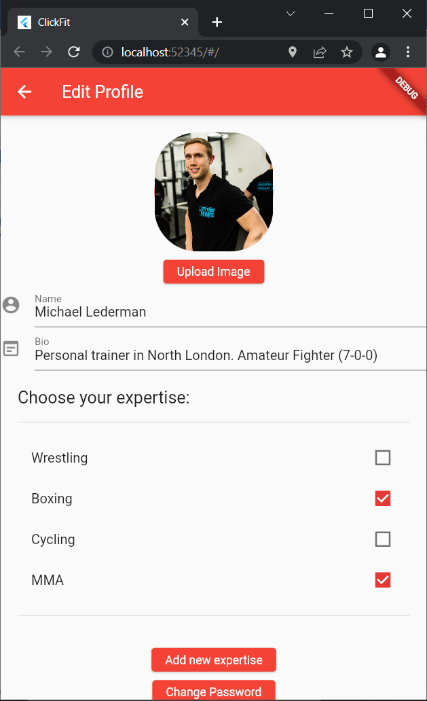 ClickFit
localhost:52345/#/
Edit Profile
DEBUG
Upload Image
Name
Michael Lederman
Bio
Personal trainer in North London. Amateur Fighter (7-0-0)
Choose your expertise:
Wrestling
Boxing
Cycling
MMA
Add new expertise
Change Password